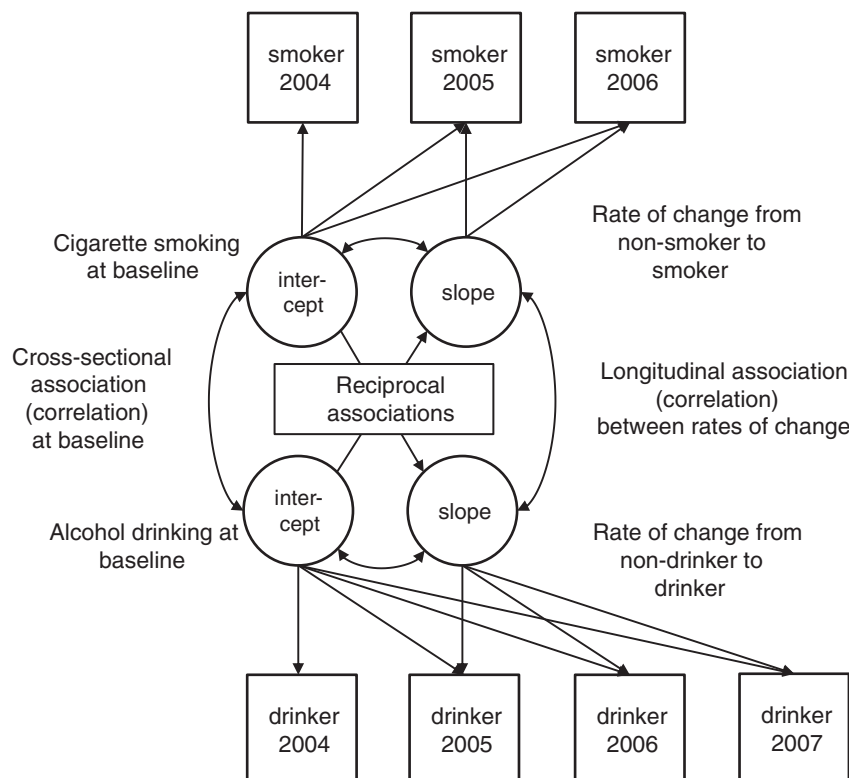 smoker
2004
smoker
2005
smoker
2006
Cigarette smoking
at baseline
Rate of change from
non-smoker to
smoker
inter-
cept
slope
Cross-sectional
association
(correlation)
at baseline
Reciprocal
associations
Longitudinal association
(correlation)
between rates of change
inter-
cept
slope
Alcohol drinking at
baseline
Rate of change from
non-drinker to
drinker
drinker
2004
drinker
2005
drinker
2006
drinker
2007